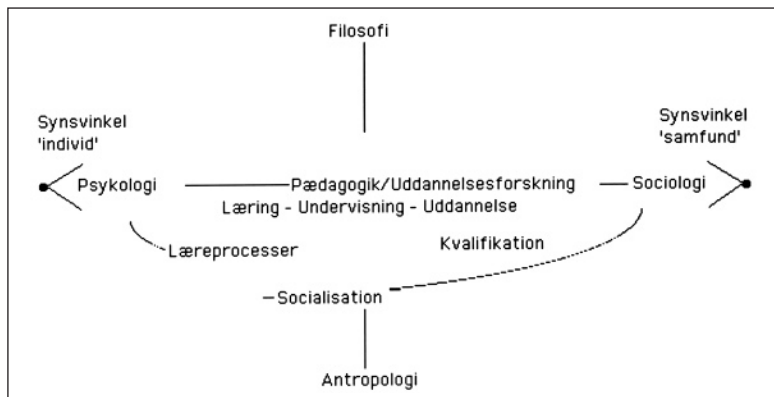 Filosofi
Synsvinkel
'individ'
Synsvinkel
'samfund'
Psykologi
Pædagogik/Uddannelsesforskning
Sociologi
Læring - Undervisning - Uddannelse
Læreprocesser
Kvalifikation
Socialisation
Antropologi